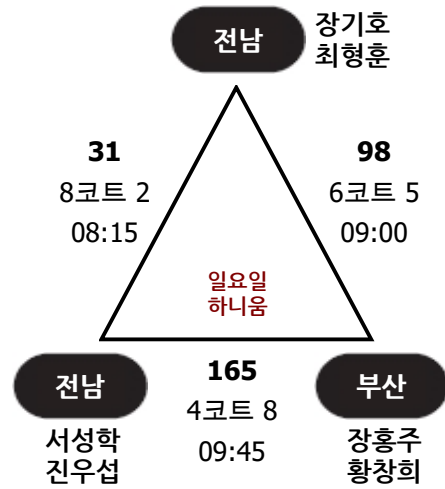 전남
장기호
최형훈
31
8코트 2
08:15
98
6코트 5
09:00
일요일
하니움
전남
서성학
진우섭
165
4코트 8
09:45
부산
장홍주
황창희